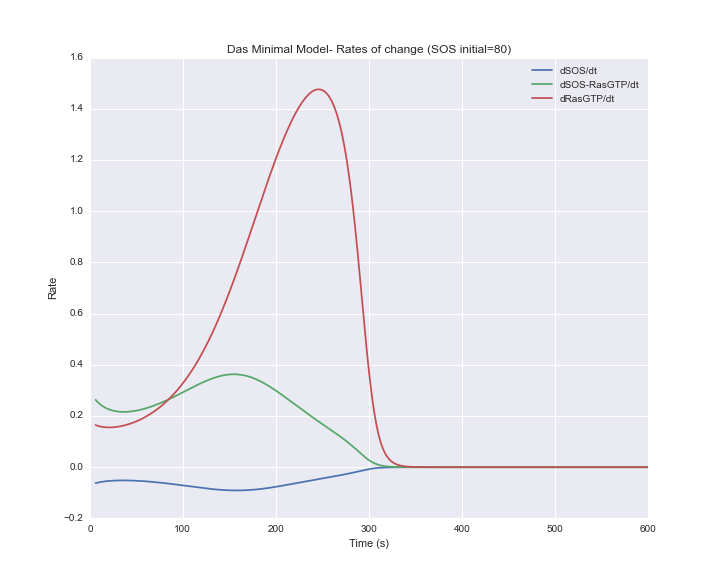 Das Minimal Model- Rates of change (SOS initial=80)
1.6
1.4
1.2
1.0
0.8
0.6
0.4
0.2
0.0
−0.2
Rate
dSOS/dt
dSOS-RasGTP/dt
dRasGTP/dt
0 100 200 300 400 500 600
Time (s)